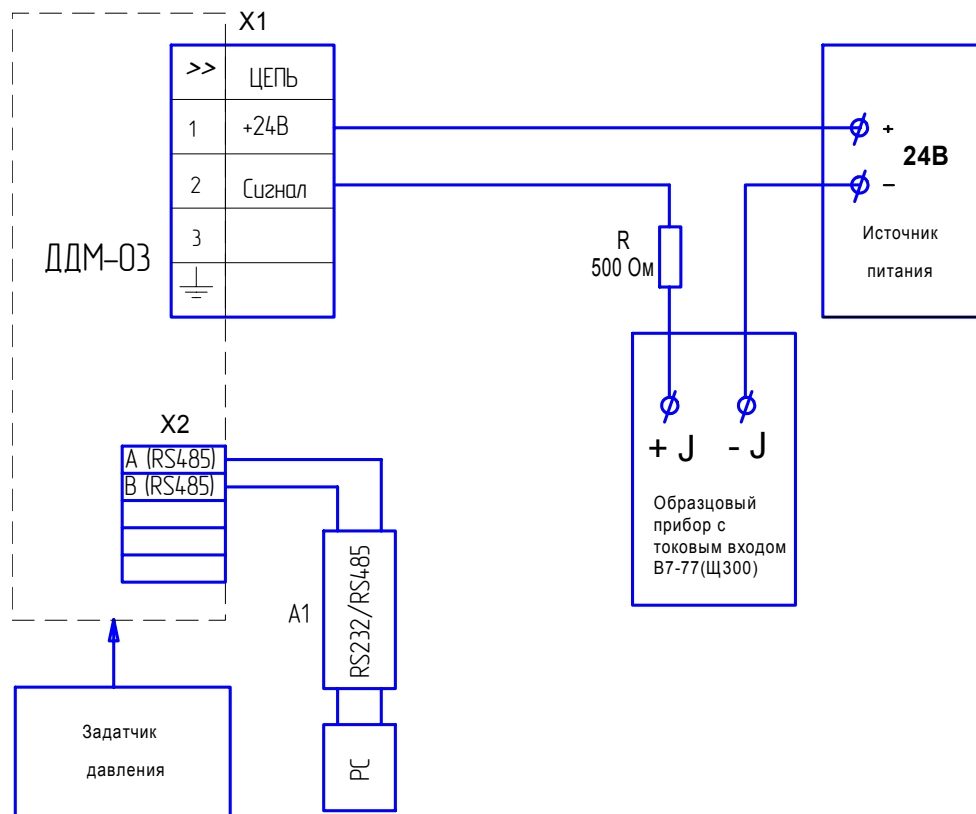 X1
>> ЦЕПЬ
1 +24В
2 Сигнал
3
ДДМ-03
+
24В
–
Источник
питания
R
500 Ом
+ J - J
Образцовый
прибор с
токовым входом
В7-77(Щ300)
X2
A (RS485)
B (RS485)
A1
RS232/RS485
PC
Задатчик
давления